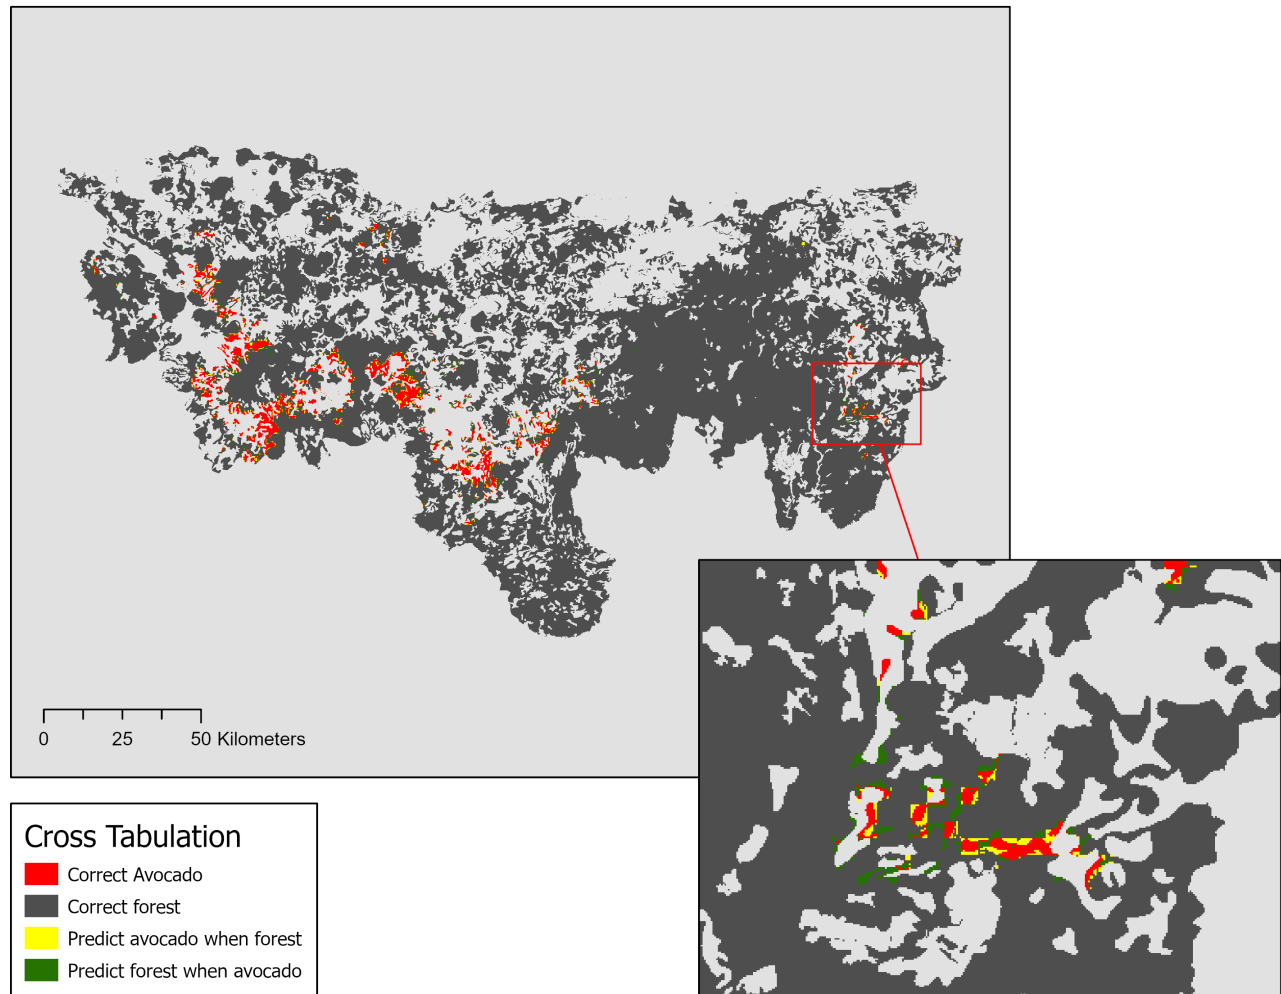 0 25 50 Kilometers
Cross Tabulation
Correct Avocado
Correct forest
Predict avocado when forest
Predict forest when avocado